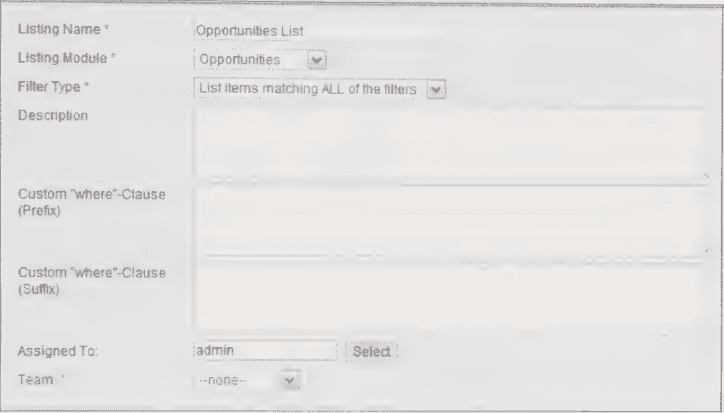 Listing Name * Opportunities List
Listing Module * Opportunities
Filter Type * List items matching ALL of the filters
Description
Custom "where"-Clause
(Prefix)
Custom "where"-Clause
(Suffix)
Assigned To: admin Select
Team * --none--